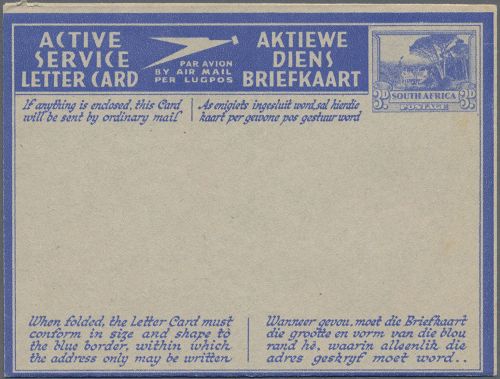 ACTIVE
SERVICE
LETTER CARD
PAR AVION
BY AIR MAIL
PER LUGPOS
AKTIEWE
DIENS
BRIEFKAART
3D SOUTH AFRICA 3D
POSTAGE
If anything is enclosed, this Card
will be sent by ordinary mail
As enigiets ingesluit word, sal hierdie
kaart per gewone pos gestuur word
When folded, the Letter Card must
conform in size and shape to
the blue border, within which
the address only may be written
Wanneer gevou, moet die Briefkaart
die grootte en vorm van die blou
rand hê, waarin alleenlik die
adres geskryf moet word..